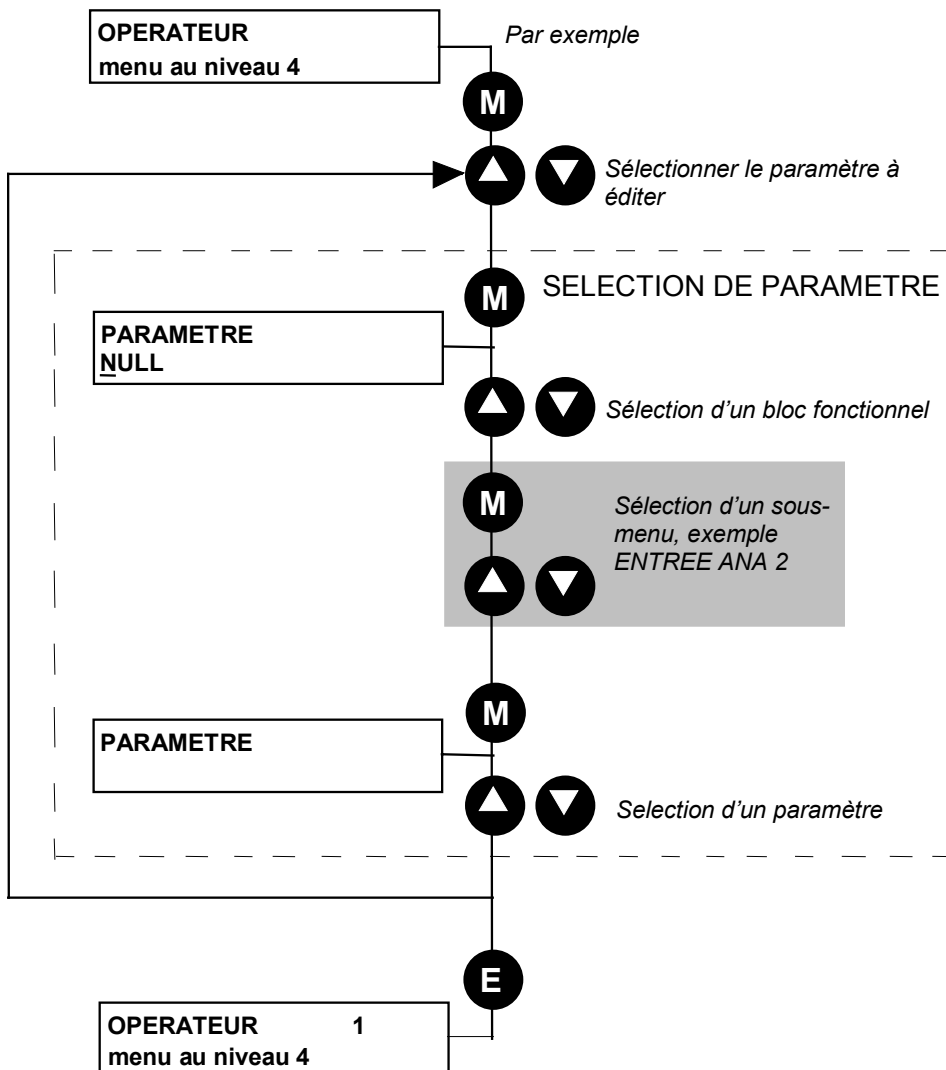 OPERATEUR
menu au niveau 4
Par exemple
M
Sélectionner le paramètre à
éditer
M
SELECTION DE PARAMETRE
PARAMETRE
NULL
Sélection d’un bloc fonctionnel
M
Sélection d’un sous-
menu, exemple
ENTREE ANA 2
M
PARAMETRE
Selection d’un paramètre
E
OPERATEUR 1
menu au niveau 4